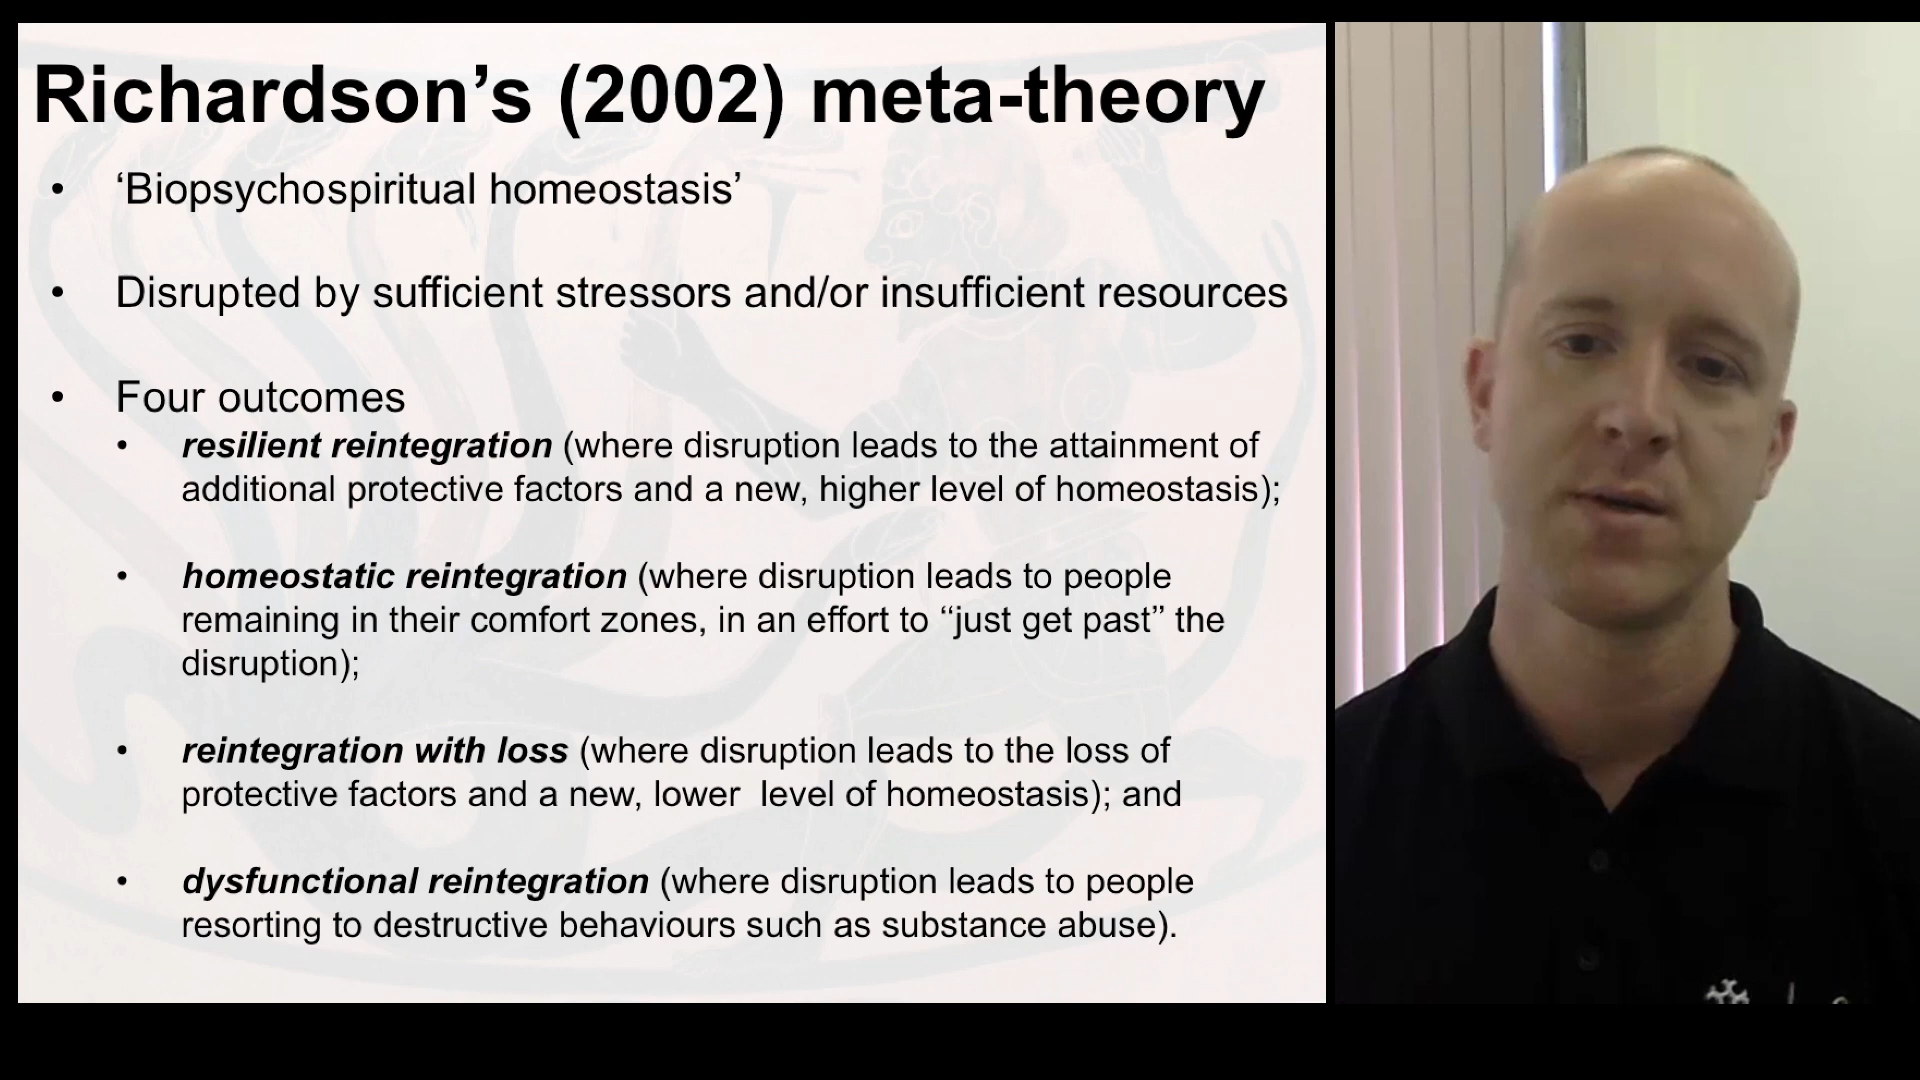 Richardson’s (2002) meta-theory
• ‘Biopsychospiritual homeostasis’
• Disrupted by sufficient stressors and/or insufficient resources
• Four outcomes
• resilient reintegration (where disruption leads to the attainment of
additional protective factors and a new, higher level of homeostasis);
• homeostatic reintegration (where disruption leads to people
remaining in their comfort zones, in an effort to “just get past” the
disruption);
• reintegration with loss (where disruption leads to the loss of
protective factors and a new, lower  level of homeostasis); and
• dysfunctional reintegration (where disruption leads to people
resorting to destructive behaviours such as substance abuse).